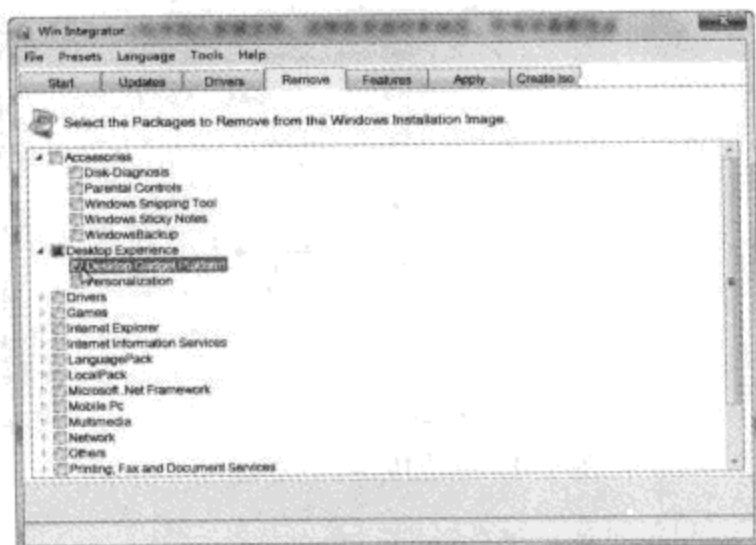 Win Integrator
File Presets Language Tools Help
Start Updates Drivers Remove Features Apply Create Iso
Select the Packages to Remove from the Windows Installation Image.
Accessories
Disk-Diagnosis
Parental Controls
Windows Snipping Tool
Windows Sticky Notes
WindowsBackup
Desktop Experience
Desktop Gadget Platform
Personalization
Drivers
Games
Internet Explorer
Internet Information Services
LanguagePack
LocalPack
Microsoft .Net Framework
Mobile Pc
Multimedia
Network
Others
Printing, Fax and Document Services